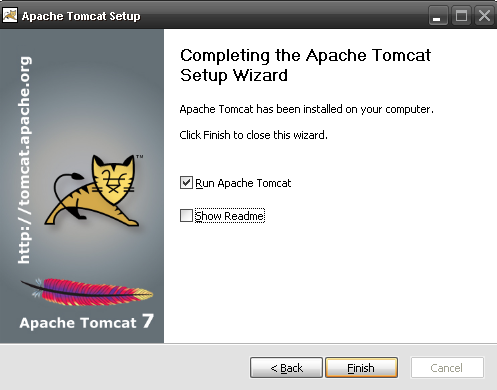 Apache Tomcat Setup
Completing the Apache Tomcat
Setup Wizard
Apache Tomcat has been installed on your computer.
Click Finish to close this wizard.
Run Apache Tomcat
Show Readme
http://tomcat.apache.org
TM
Apache Tomcat 7
< Back
Finish
Cancel